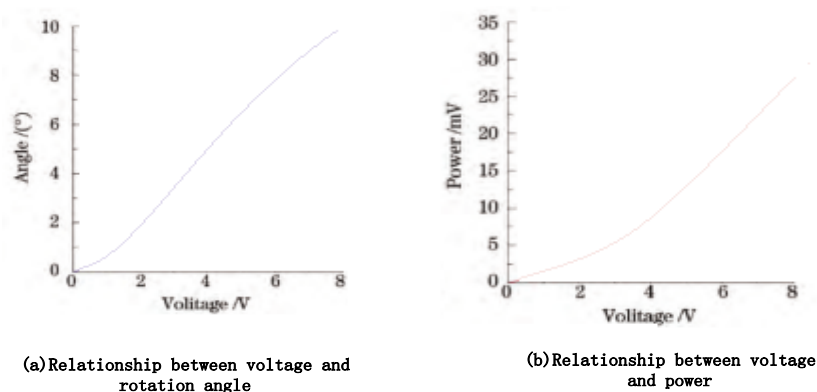 10
8
6
4
2
0
Angle /(°)
0 2 4 6 8
Volitage /V
(a)Relationship between voltage and
rotation angle
35
30
25
20
15
10
5
0
Power /mV
0 2 4 6 8
Volitage /V
(b)Relationship between voltage
and power